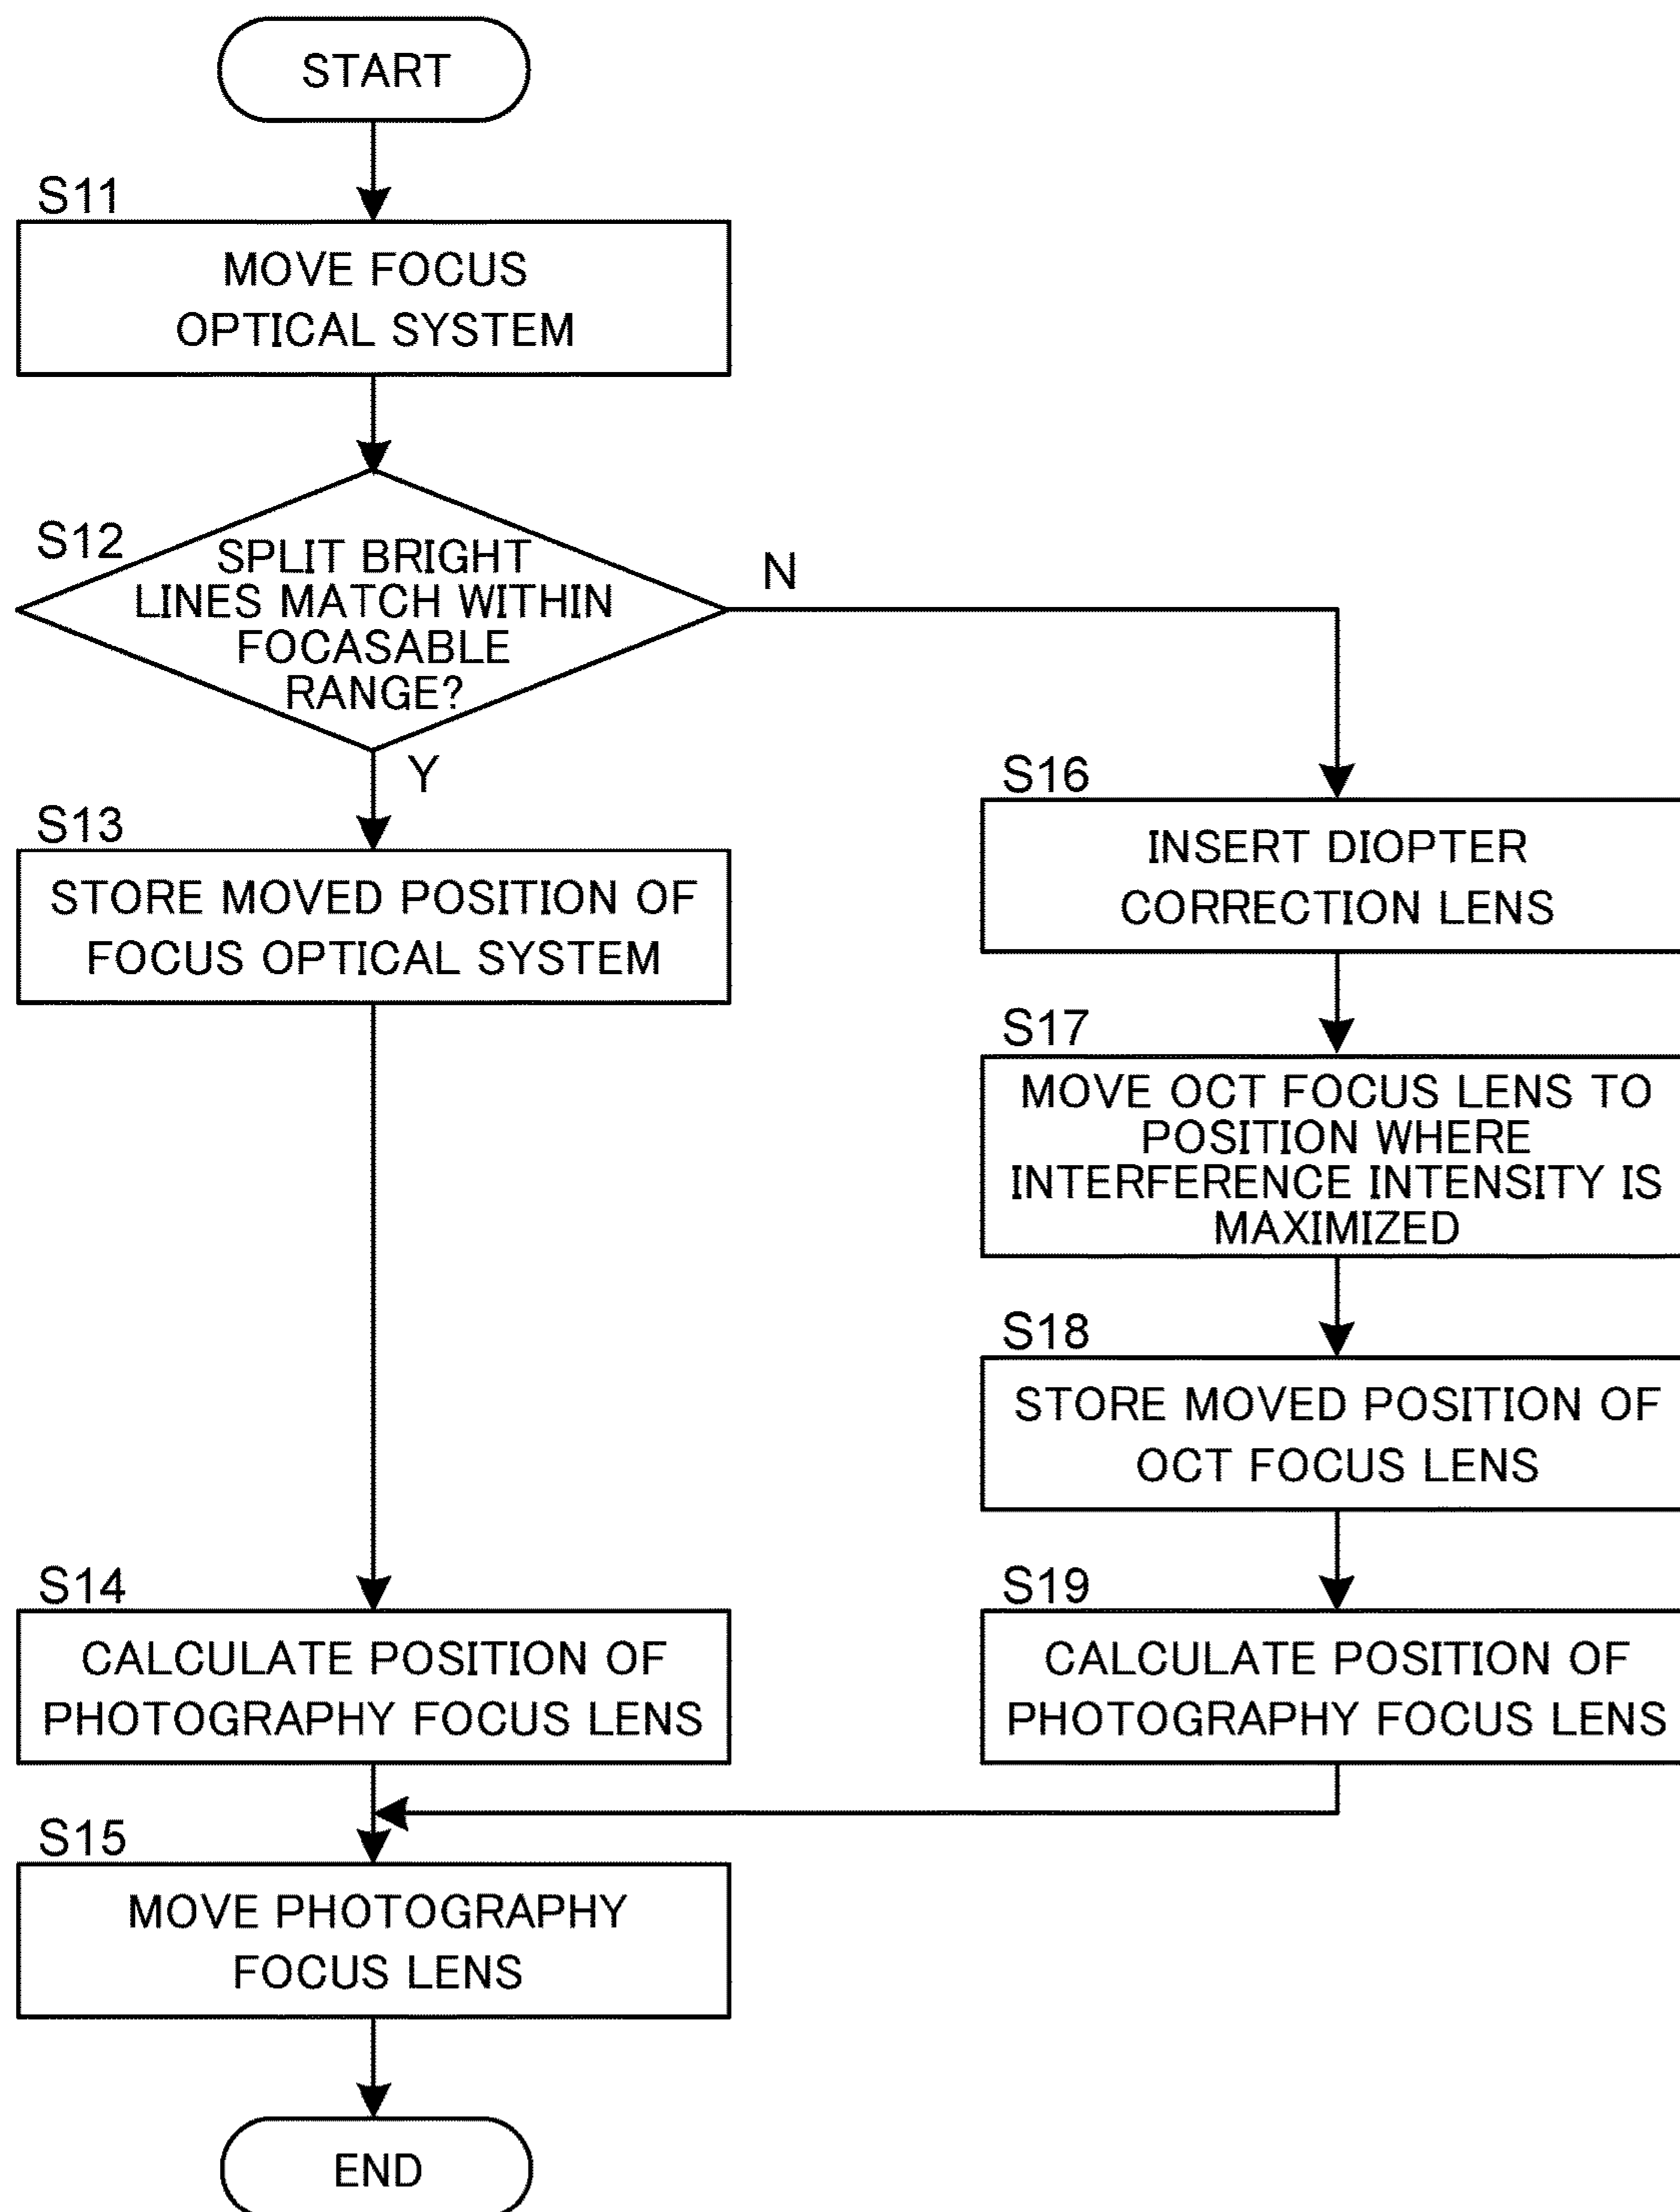 START
S11
MOVE FOCUS
OPTICAL SYSTEM
S12
SPLIT BRIGHT
LINES MATCH WITHIN
FOCASABLE
RANGE?
N
Y
S13
STORE MOVED POSITION OF
FOCUS OPTICAL SYSTEM
S14
CALCULATE POSITION OF
PHOTOGRAPHY FOCUS LENS
S15
MOVE PHOTOGRAPHY
FOCUS LENS
END
S16
INSERT DIOPTER
CORRECTION LENS
S17
MOVE OCT FOCUS LENS TO
POSITION WHERE
INTERFERENCE INTENSITY IS
MAXIMIZED
S18
STORE MOVED POSITION OF
OCT FOCUS LENS
S19
CALCULATE POSITION OF
PHOTOGRAPHY FOCUS LENS